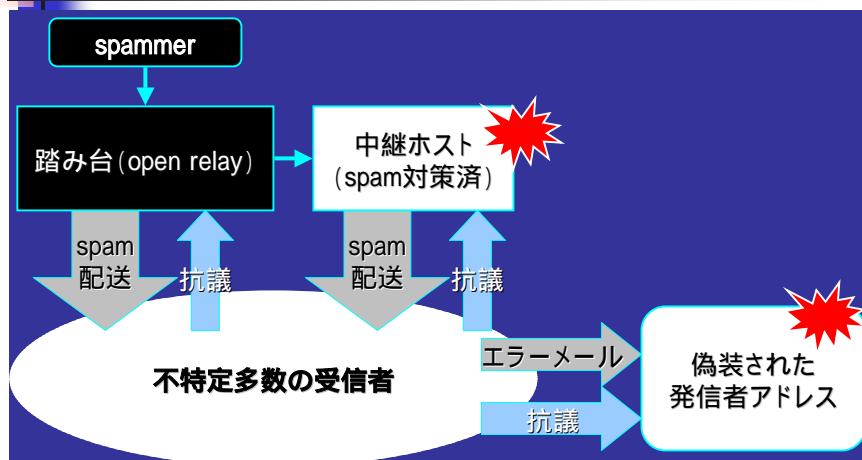 spammer
踏み台(open relay)
中継ホスト
(spam対策済)
spam
配送
抗議
spam
配送
抗議
不特定多数の受信者
エラーメール
抗議
偽装された
発信者アドレス